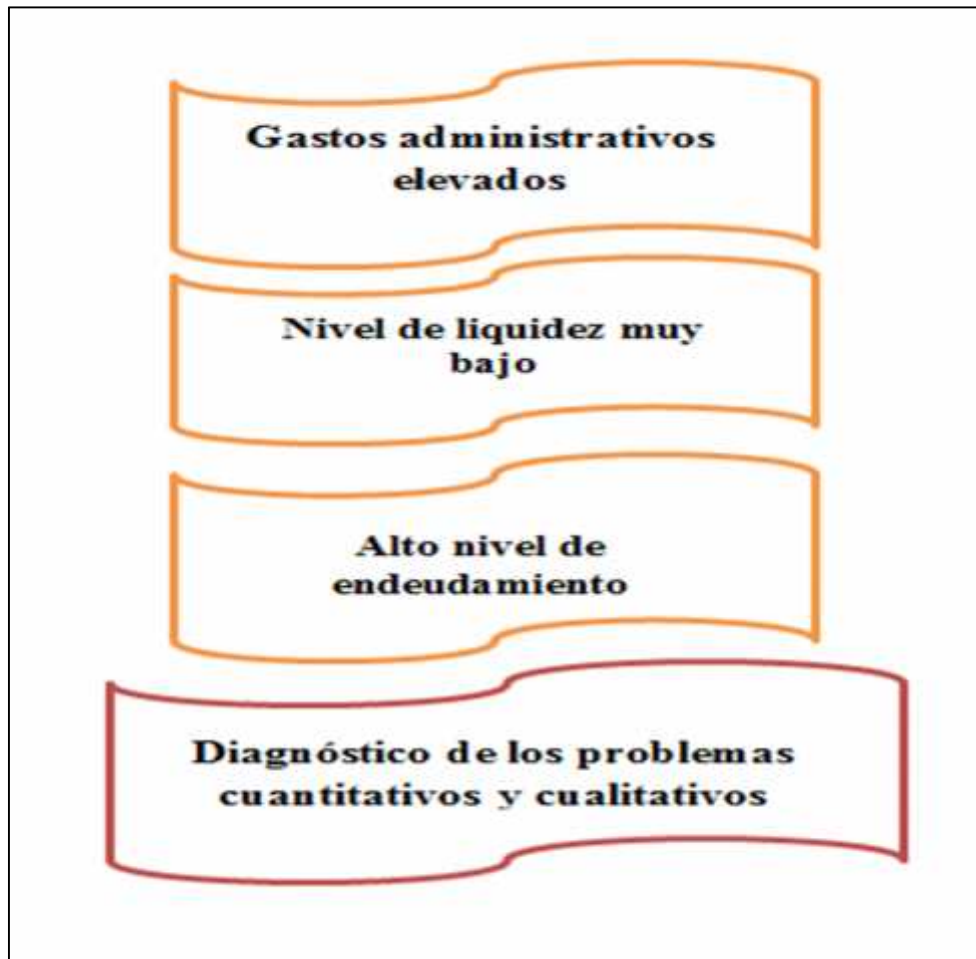 Gastos administrativos
elevados
Nivel de liquidez muy
bajo
Alto nivel de
endeudamiento
Diagnóstico de los problemas
cuantitativos y cualitativos